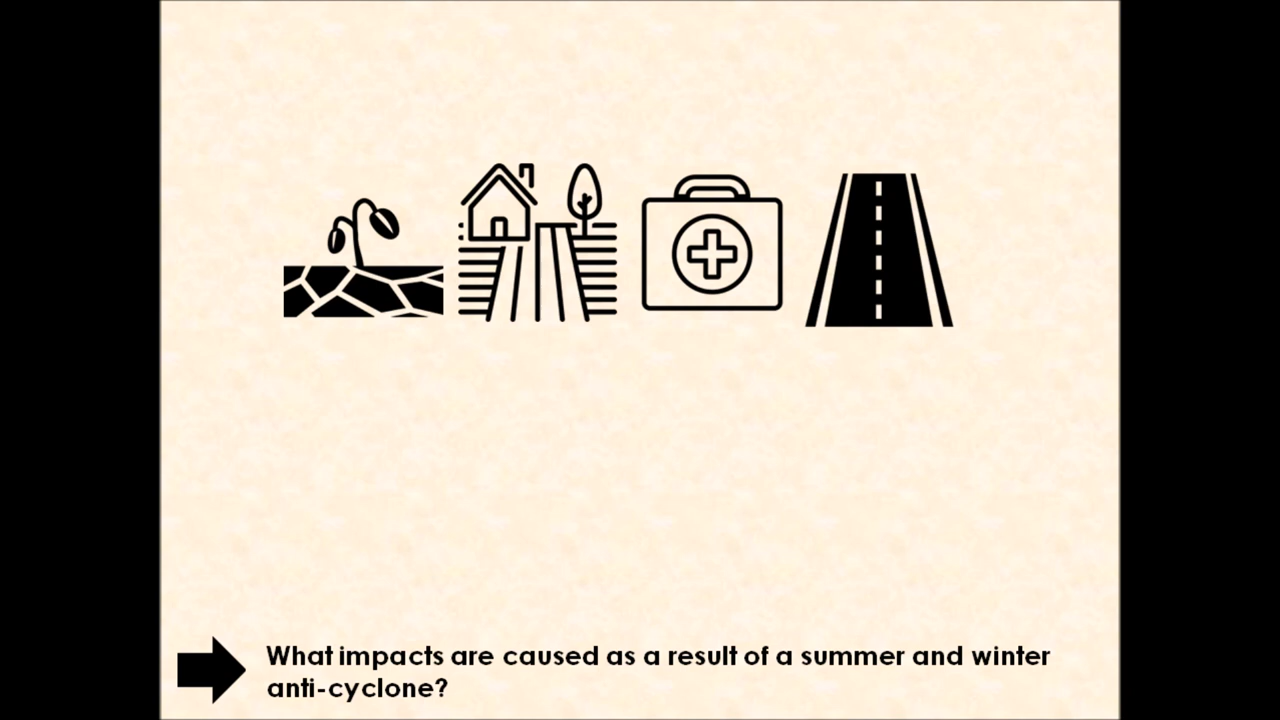 What impacts are caused as a result of a summer and winter
anti-cyclone?